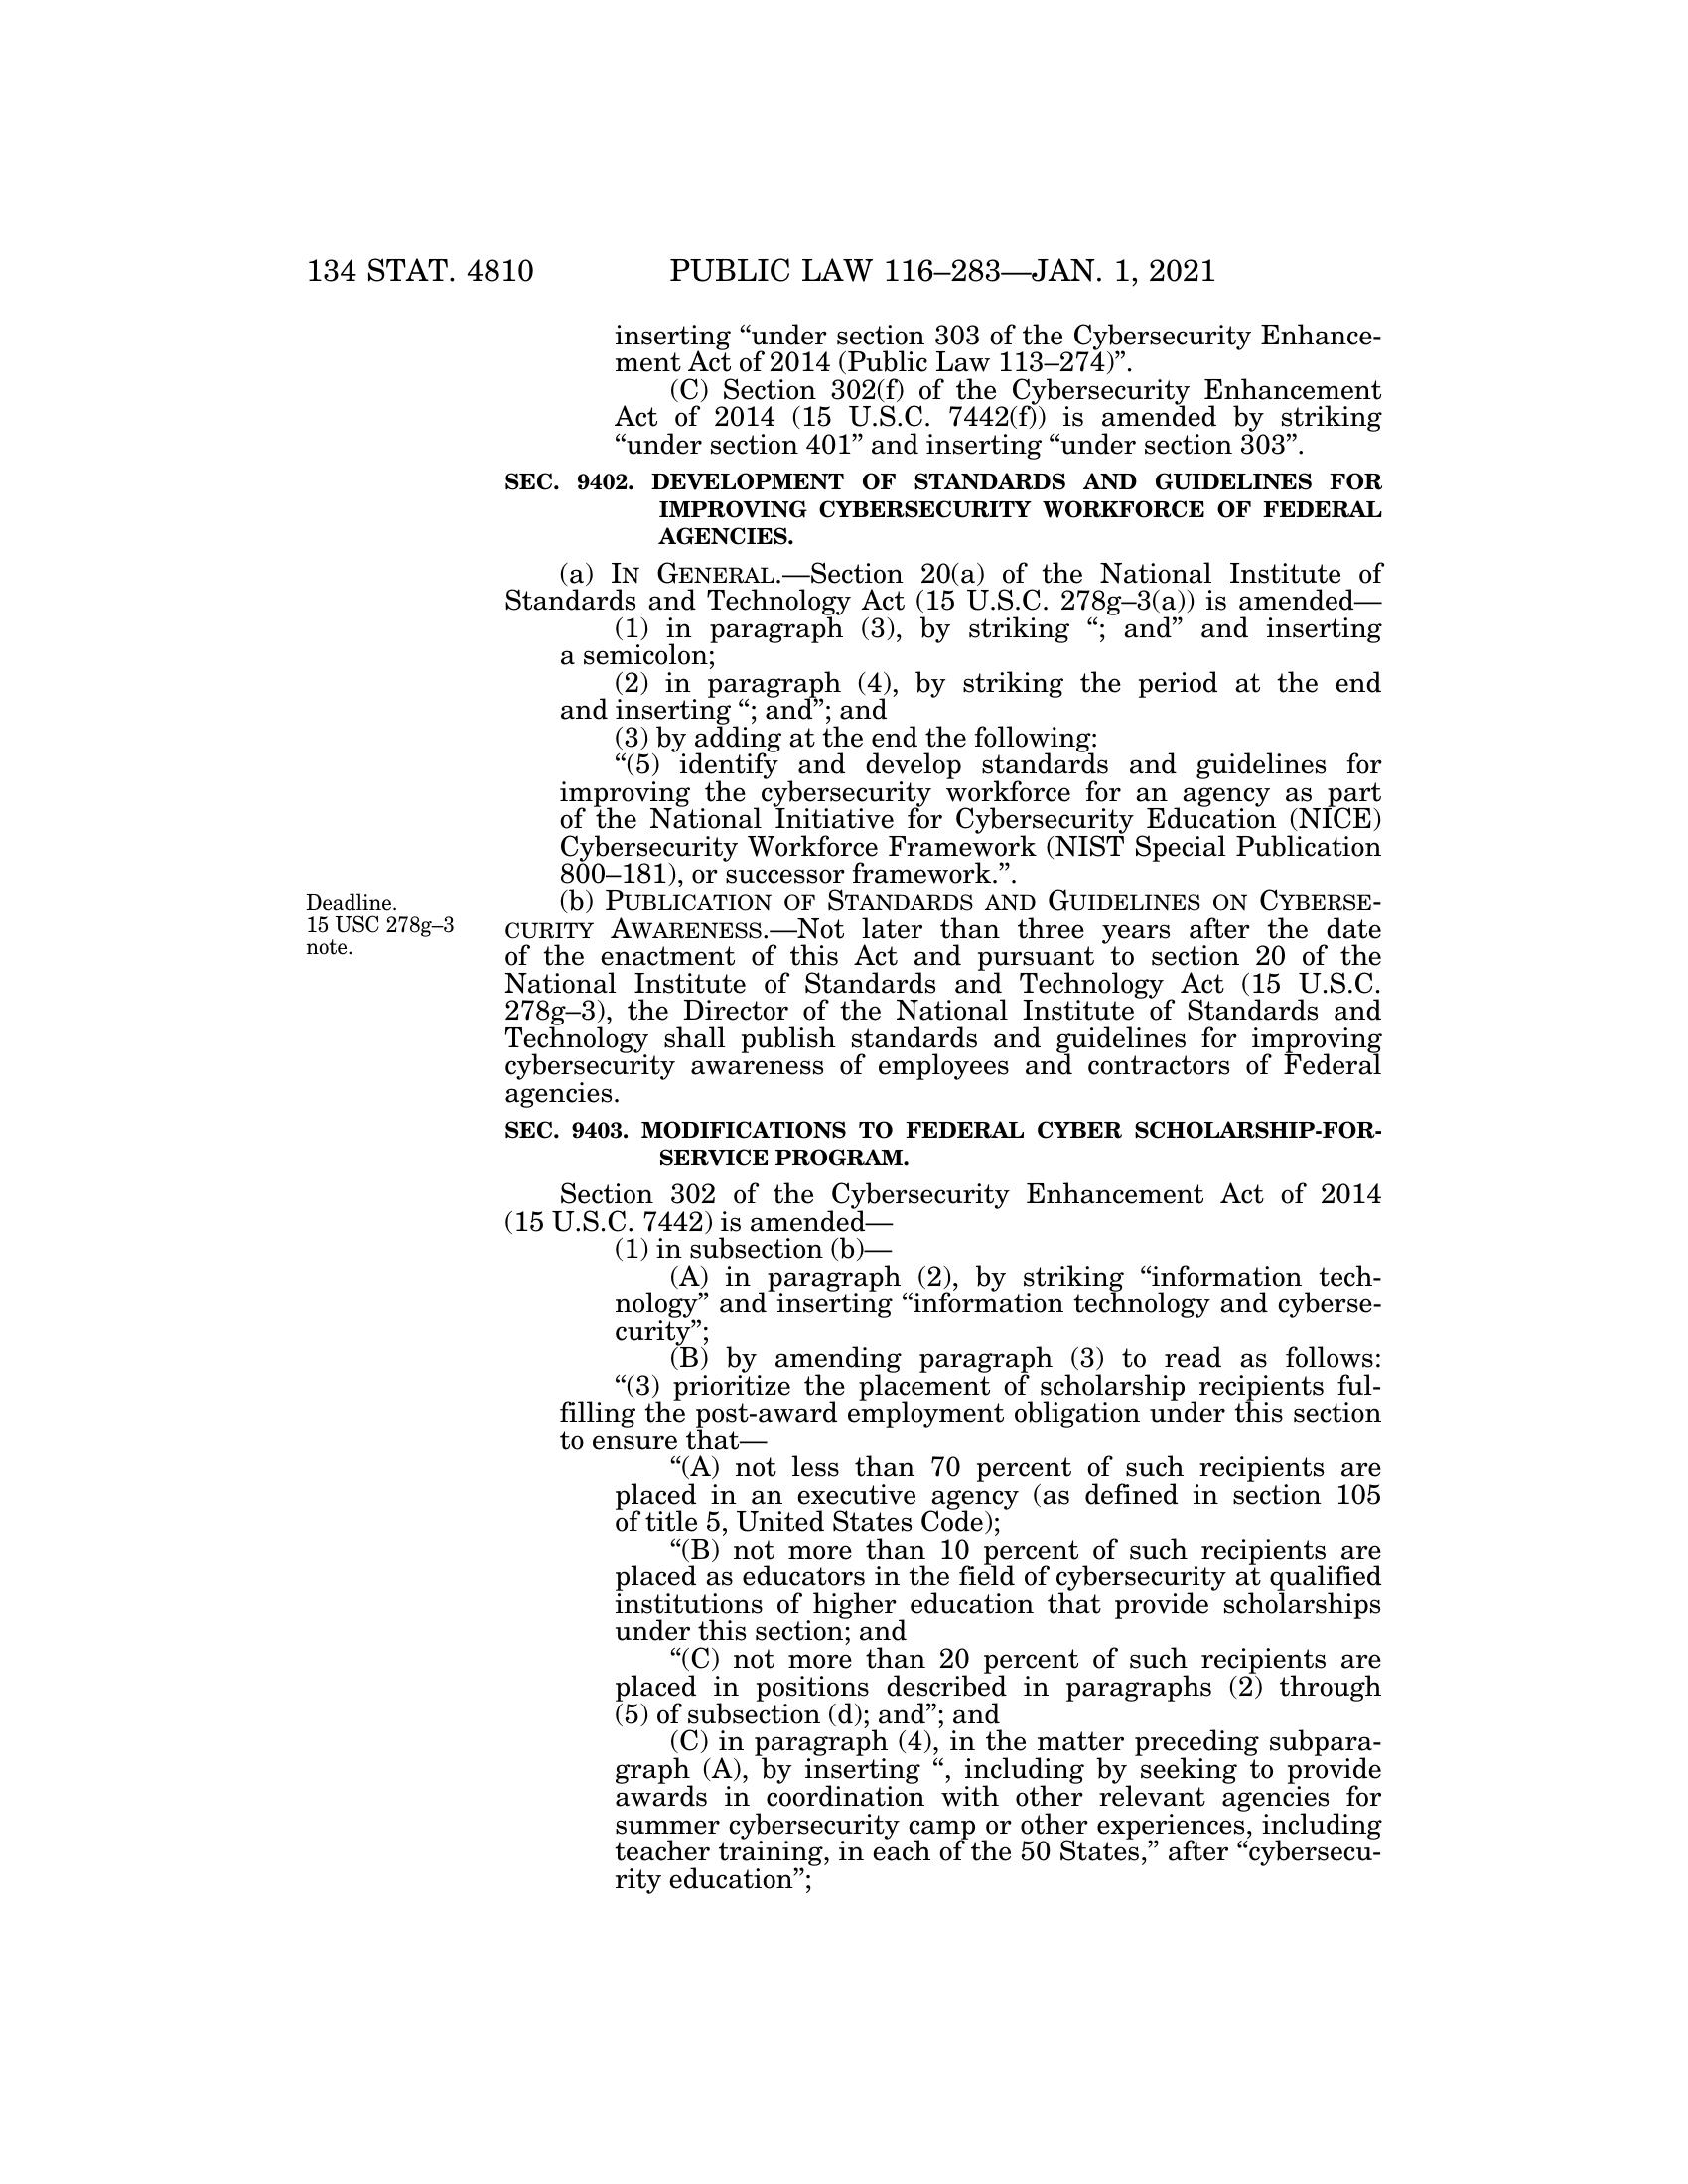 134 STAT. 4810 PUBLIC LAW 116–283—JAN. 1, 2021
inserting “under section 303 of the Cybersecurity Enhance-
ment Act of 2014 (Public Law 113–274)”.
(C) Section 302(f) of the Cybersecurity Enhancement
Act of 2014 (15 U.S.C. 7442(f)) is amended by striking
“under section 401” and inserting “under section 303”.
SEC. 9402. DEVELOPMENT OF STANDARDS AND GUIDELINES FOR
IMPROVING CYBERSECURITY WORKFORCE OF FEDERAL
AGENCIES.
(a) IN GENERAL.—Section 20(a) of the National Institute of
Standards and Technology Act (15 U.S.C. 278g–3(a)) is amended—
(1) in paragraph (3), by striking “; and” and inserting
a semicolon;
(2) in paragraph (4), by striking the period at the end
and inserting “; and”; and
(3) by adding at the end the following:
“(5) identify and develop standards and guidelines for
improving the cybersecurity workforce for an agency as part
of the National Initiative for Cybersecurity Education (NICE)
Cybersecurity Workforce Framework (NIST Special Publication
800–181), or successor framework.”.
Deadline.
15 USC 278g–3
note.
(b) PUBLICATION OF STANDARDS AND GUIDELINES ON CYBERSE-
CURITY AWARENESS.—Not later than three years after the date
of the enactment of this Act and pursuant to section 20 of the
National Institute of Standards and Technology Act (15 U.S.C.
278g–3), the Director of the National Institute of Standards and
Technology shall publish standards and guidelines for improving
cybersecurity awareness of employees and contractors of Federal
agencies.
SEC. 9403. MODIFICATIONS TO FEDERAL CYBER SCHOLARSHIP-FOR-
SERVICE PROGRAM.
Section 302 of the Cybersecurity Enhancement Act of 2014
(15 U.S.C. 7442) is amended—
(1) in subsection (b)—
(A) in paragraph (2), by striking “information tech-
nology” and inserting “information technology and cyberse-
curity”;
(B) by amending paragraph (3) to read as follows:
“(3) prioritize the placement of scholarship recipients ful-
filling the post-award employment obligation under this section
to ensure that—
“(A) not less than 70 percent of such recipients are
placed in an executive agency (as defined in section 105
of title 5, United States Code);
“(B) not more than 10 percent of such recipients are
placed as educators in the field of cybersecurity at qualified
institutions of higher education that provide scholarships
under this section; and
“(C) not more than 20 percent of such recipients are
placed in positions described in paragraphs (2) through
(5) of subsection (d); and”; and
(C) in paragraph (4), in the matter preceding subpara-
graph (A), by inserting “, including by seeking to provide
awards in coordination with other relevant agencies for
summer cybersecurity camp or other experiences, including
teacher training, in each of the 50 States,” after “cybersecu-
rity education”;